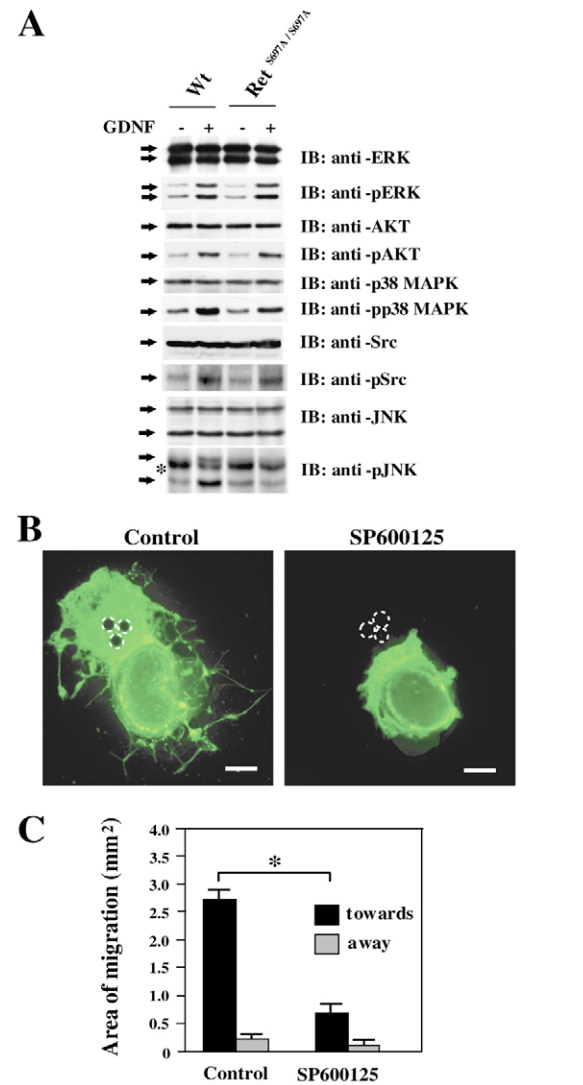 A
Wt Ret S697A / S697A
GDNF - + - +
IB: anti -ERK
IB: anti -pERK
IB: anti -AKT
IB: anti -pAKT
IB: anti -p38 MAPK
IB: anti -pp38 MAPK
IB: anti -Src
IB: anti -pSrc
IB: anti -JNK
* IB: anti -pJNK
B
Control SP600125
C
Area of migration (mm2)
4.0
3.5
3.0
2.5
2.0
1.5
1.0
0.5
0
*
towards
away
Control SP600125